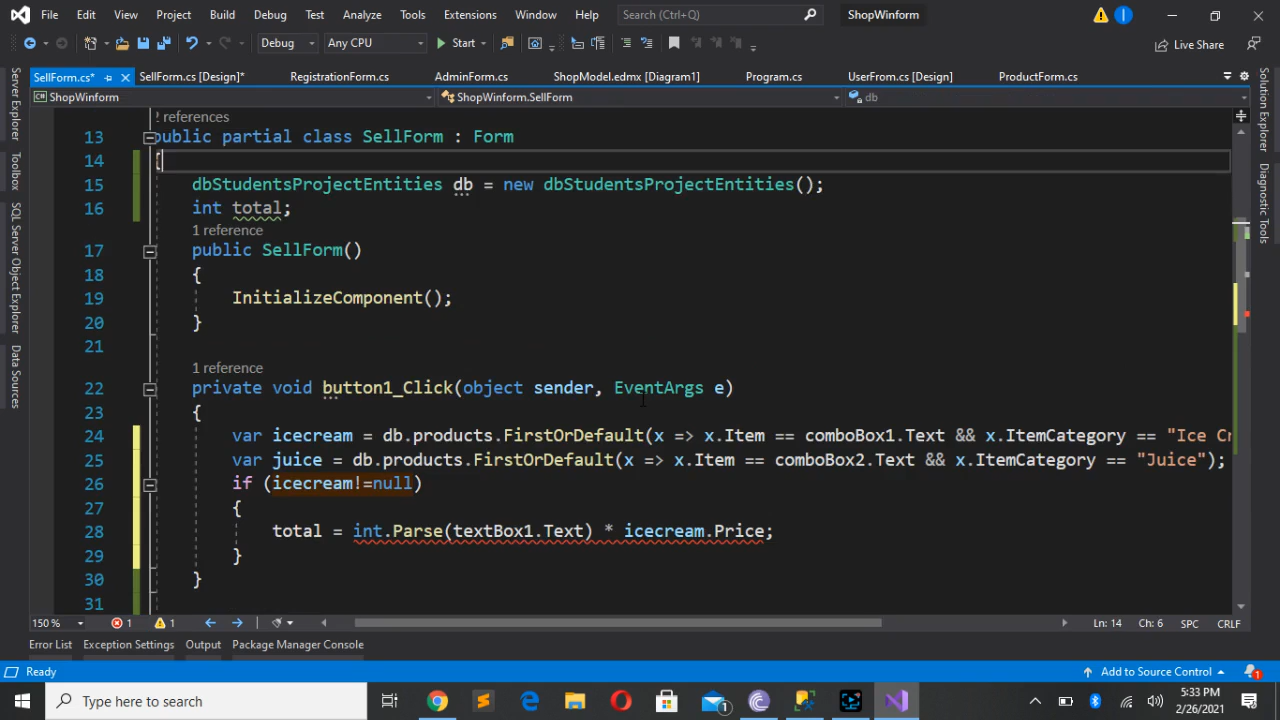 File Edit View Project Build Debug Test Analyze Tools Extensions Window Help Search (Ctrl+Q) ShopWinform
Debug Any CPU Start Live Share
SellForm.cs* SellForm.cs [Design]* RegistrationForm.cs AdminForm.cs ShopModel.edmx [Diagram1] Program.cs UserFrom.cs [Design] ProductForm.cs
ShopWinform ShopWinform.SellForm db
Server Explorer
Toolbox
SQL Server Object Explorer
Data Sources
Solution Explorer
Diagnostic Tools
references
13 public partial class SellForm : Form
14 {
15 dbStudentsProjectEntities db = new dbStudentsProjectEntities();
16 int total;
1 reference
17 public SellForm()
18 {
19 InitializeComponent();
20 }
21
1 reference
22 private void button1_Click(object sender, EventArgs e)
23 {
24 var icecream = db.products.FirstOrDefault(x => x.Item == comboBox1.Text && x.ItemCategory == "Ice Cr
25 var juice = db.products.FirstOrDefault(x => x.Item == comboBox2.Text && x.ItemCategory == "Juice");
26 if (icecream!=null)
27 {
28 total = int.Parse(textBox1.Text) * icecream.Price;
29 }
30 }
31
150 % 1 1 Ln: 14 Ch: 6 SPC CRLF
Error List Exception Settings Output Package Manager Console
Ready Add to Source Control 1
Type here to search 1 5:33 PM
2/26/2021